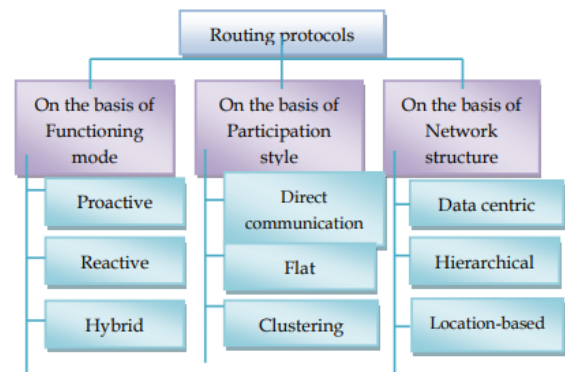 Routing protocols
On the basis of
Functioning
mode
On the basis of
Participation
style
On the basis of
Network
structure
Proactive
Reactive
Hybrid
Direct
communication
Flat
Clustering
Data centric
Hierarchical
Location-based